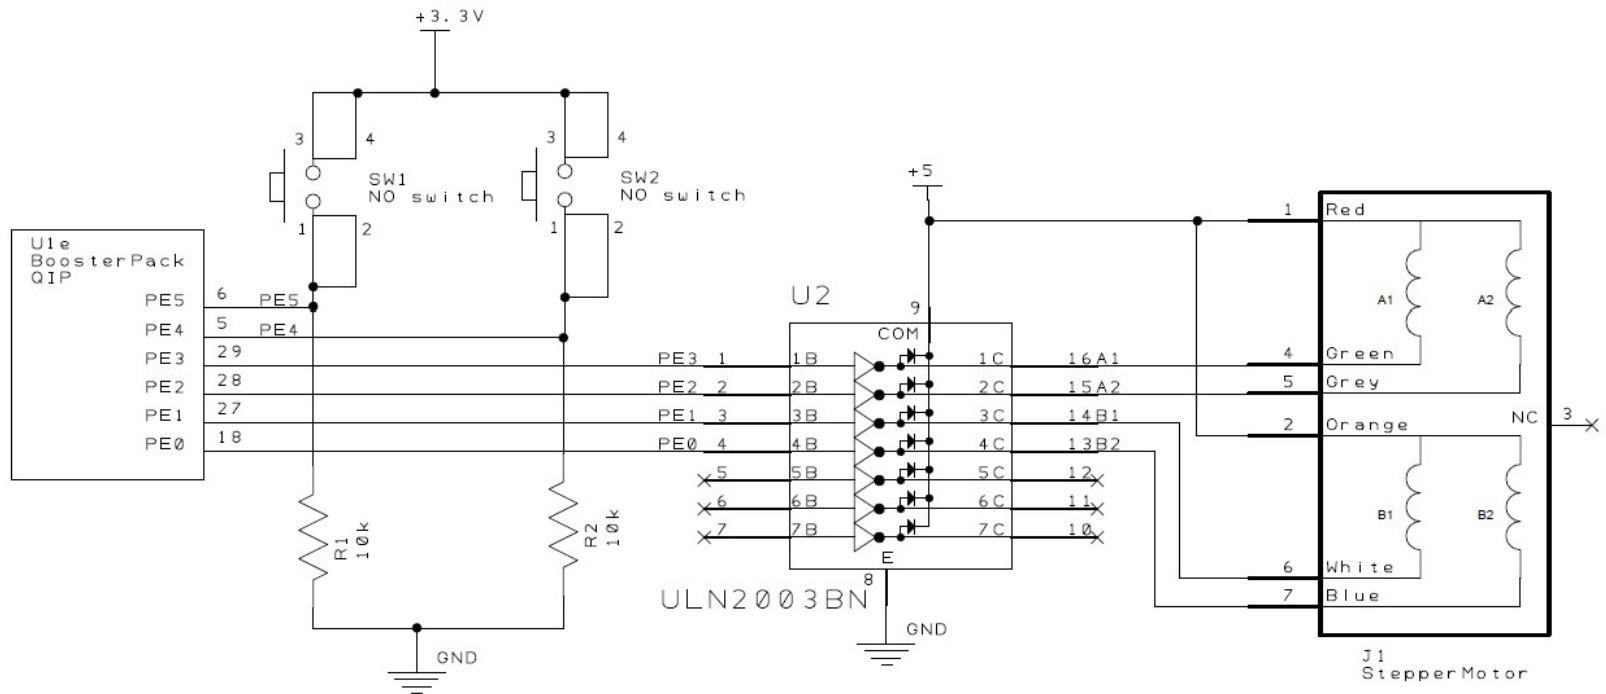 +3.3V
3
4
3
4
SW1
NO switch
SW2
NO switch
1
2
1
2
+5
U1e
BoosterPack
QIP
PE5 6 PE5
PE4 5 PE4
PE3 29
PE2 28
PE1 27
PE0 18
U2
9
COM
PE3 1 1B 1C 16 A1
PE2 2 2B 2C 15 A2
PE1 3 3B 3C 14 B1
PE0 4 4B 4C 13 B2
5 5B 5C 12
6 6B 6C 11
7 7B 7C 10
E
8
ULN2003BN
GND
R1
10k
R2
10k
GND
1 Red
A1
A2
4 Green
5 Grey
2 Orange
NC 3
B1
B2
6 White
7 Blue
J1
StepperMotor